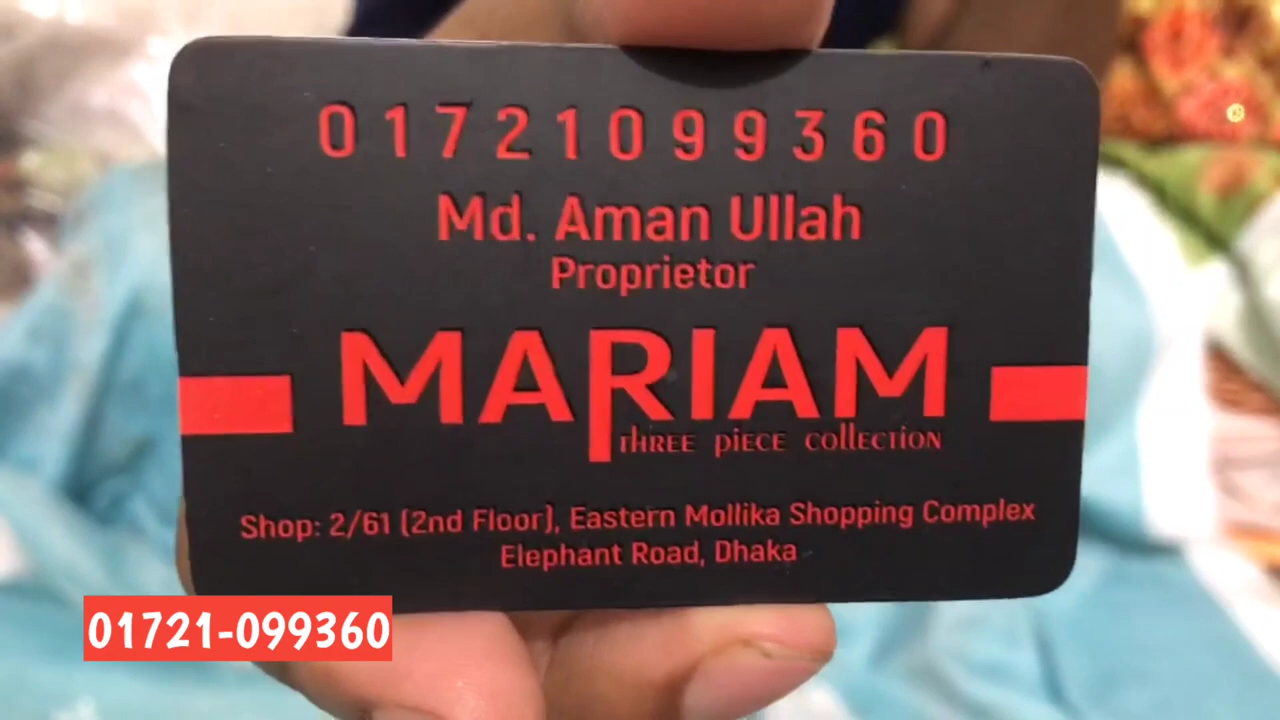 01721099360
Md. Aman Ullah
Proprietor
MARIAM
THREE piECE collECTION
Shop: 2/61 (2nd Floor), Eastern Mollika Shopping Complex
Elephant Road, Dhaka
01721-099360